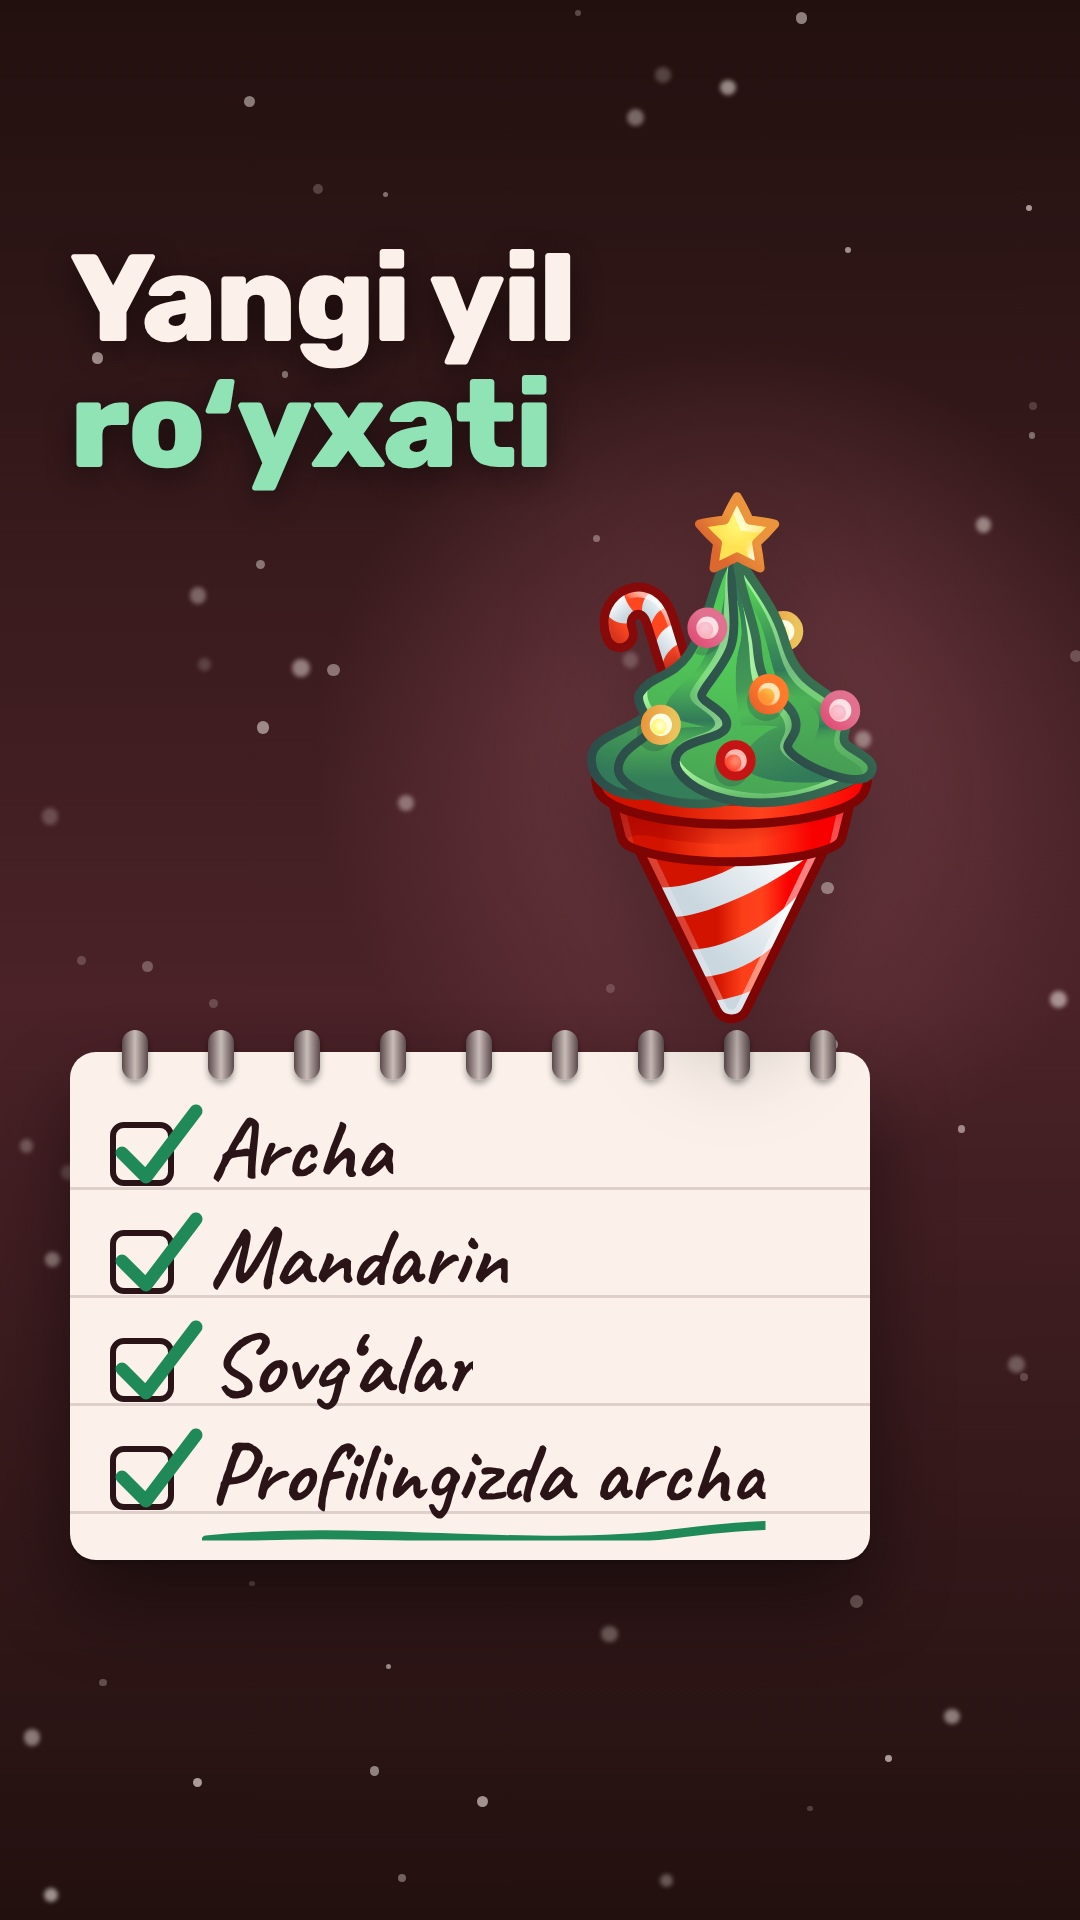 Yangi yil
ro‘yxati
Archa
Mandarin
Sovg‘alar
Profilingizda archa